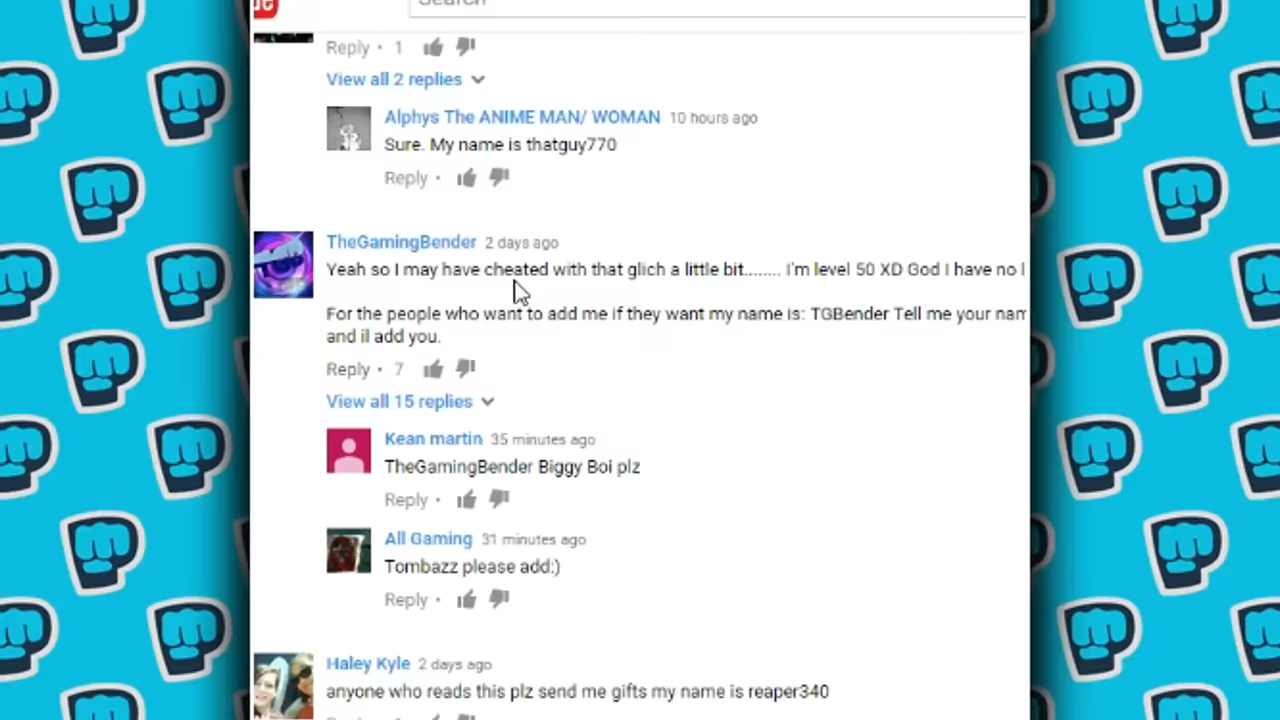 Search
Reply • 1
View all 2 replies
Alphys The ANIME MAN/ WOMAN 10 hours ago
Sure. My name is thatguy770
Reply •
TheGamingBender 2 days ago
Yeah so I may have cheated with that glich a little bit........ I'm level 50 XD God I have no
For the people who want to add me if they want my name is: TGBender Tell me your
and il add you.
Reply • 7
View all 15 replies
Kean martin 35 minutes ago
TheGamingBender Biggy Boi plz
Reply •
All Gaming 31 minutes ago
Tombazz please add:)
Reply •
Haley Kyle 2 days ago
anyone who reads this plz send me gifts my name is reaper340